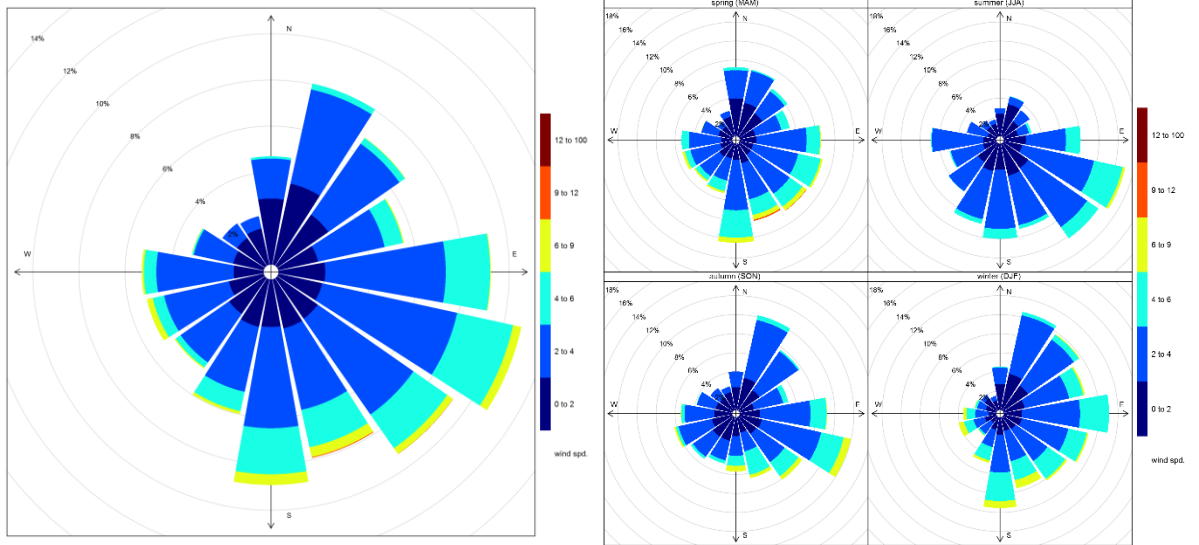 N
14%
12%
10%
8%
6%
4%
2%
W
E
S
12 to 100
9 to 12
6 to 9
4 to 6
2 to 4
0 to 2
wind spd.
spring (MAM)
18%
16%
14%
12%
10%
8%
6%
4%
2%
N
W
E
S
summer (JJA)
18%
16%
14%
12%
10%
8%
6%
4%
2%
N
W
E
S
autumn (SON)
18%
16%
14%
12%
10%
8%
6%
4%
N
W
E
S
winter (DJF)
18%
16%
14%
12%
10%
8%
6%
4%
2%
N
W
E
S
12 to 100
9 to 12
6 to 9
4 to 6
2 to 4
0 to 2
wind spd.